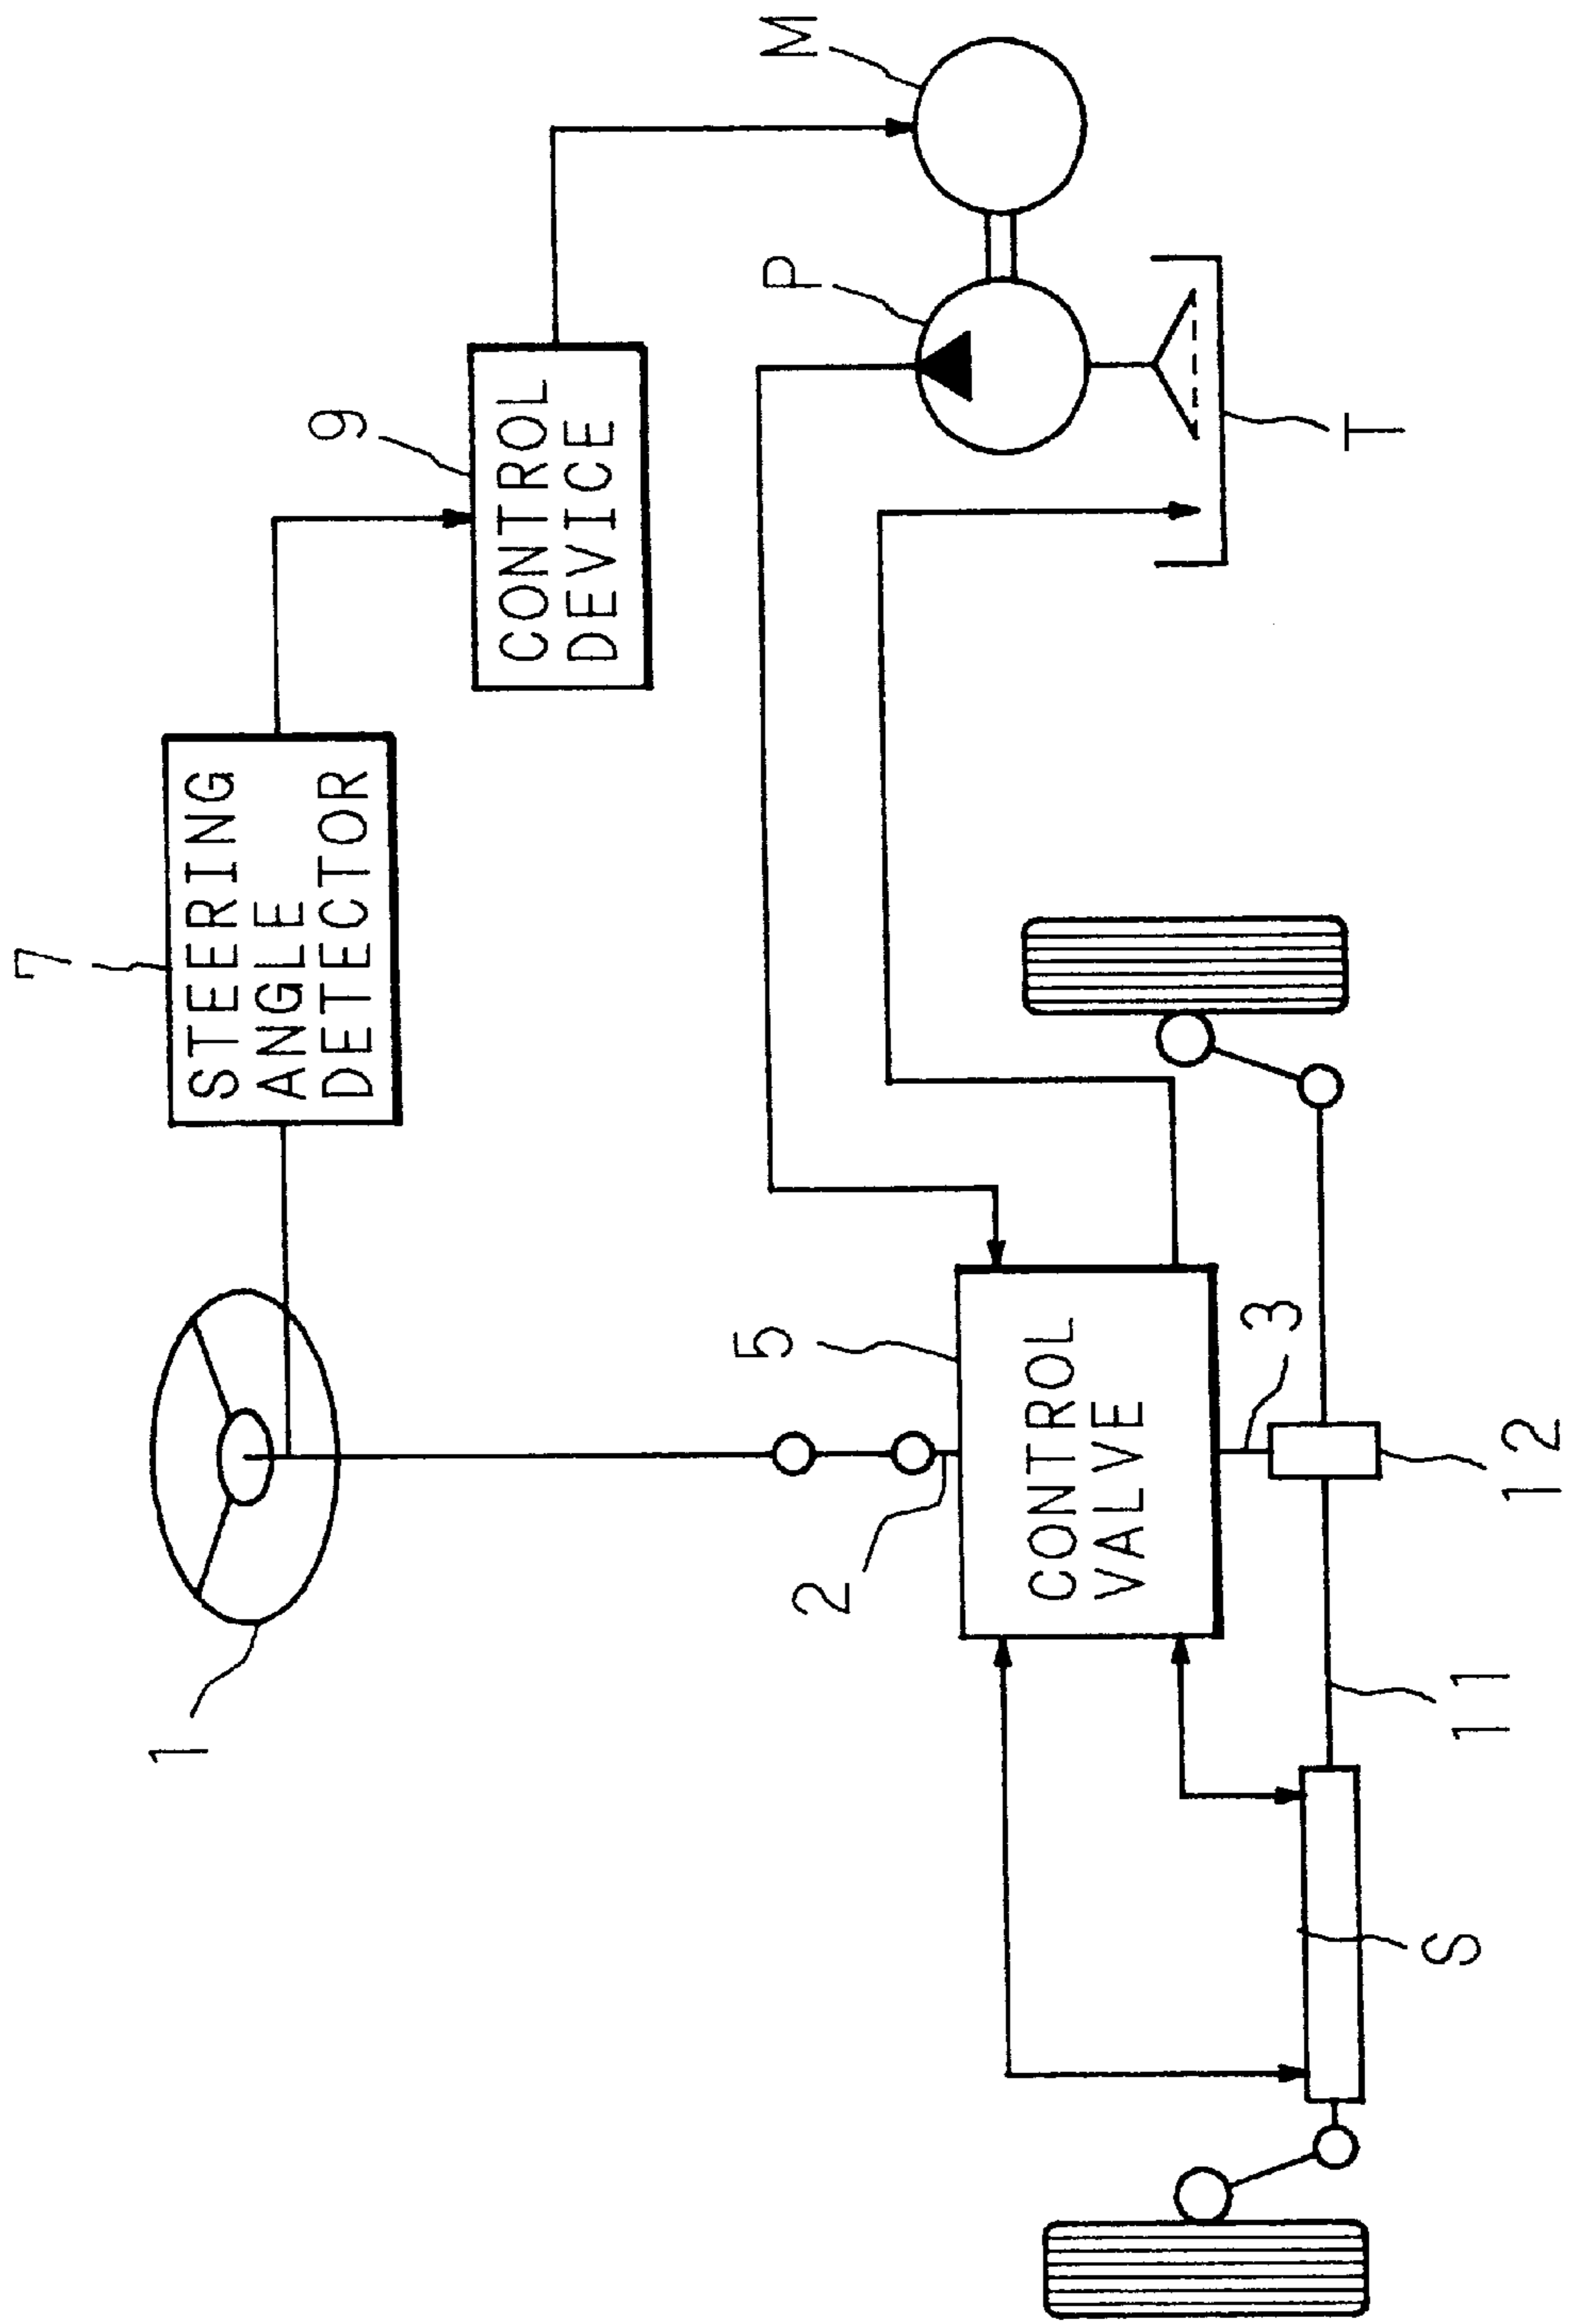 7
STEERING
ANGLE
DETECTOR
1
9
CONTROL
DEVICE
M
P
T
5
2
CONTROL
VALVE
3
12
11
S